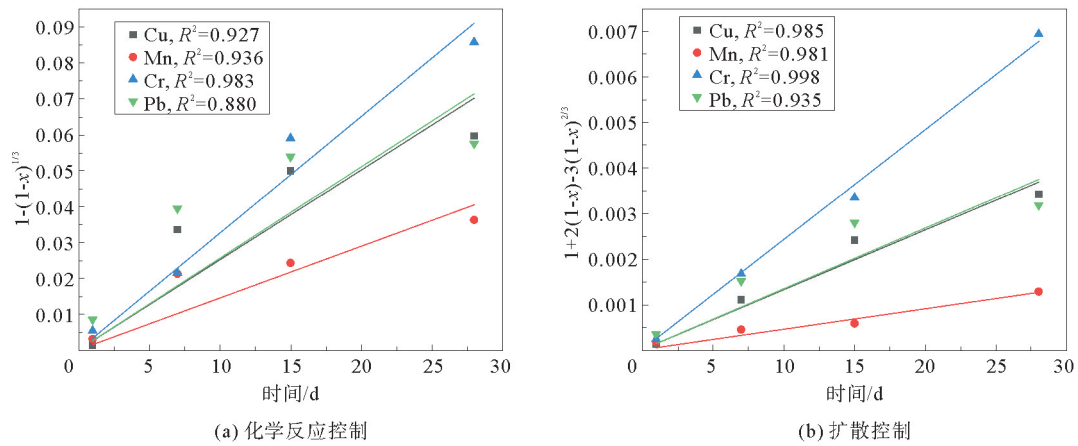 0.09
0.08
0.07
0.06
0.05
0.04
0.03
0.02
0.01
0
5
10
15
20
25
30
1-(1-x)^{1/3}
Cu, R²=0.927
Mn, R²=0.936
Cr, R²=0.983
Pb, R²=0.880
时间/d
(a) 化学反应控制
0.007
0.006
0.005
0.004
0.003
0.002
0.001
0
5
10
15
20
25
30
1+2(1-x)-3(1-x)^{2/3}
Cu, R²=0.985
Mn, R²=0.981
Cr, R²=0.998
Pb, R²=0.935
时间/d
(b) 扩散控制